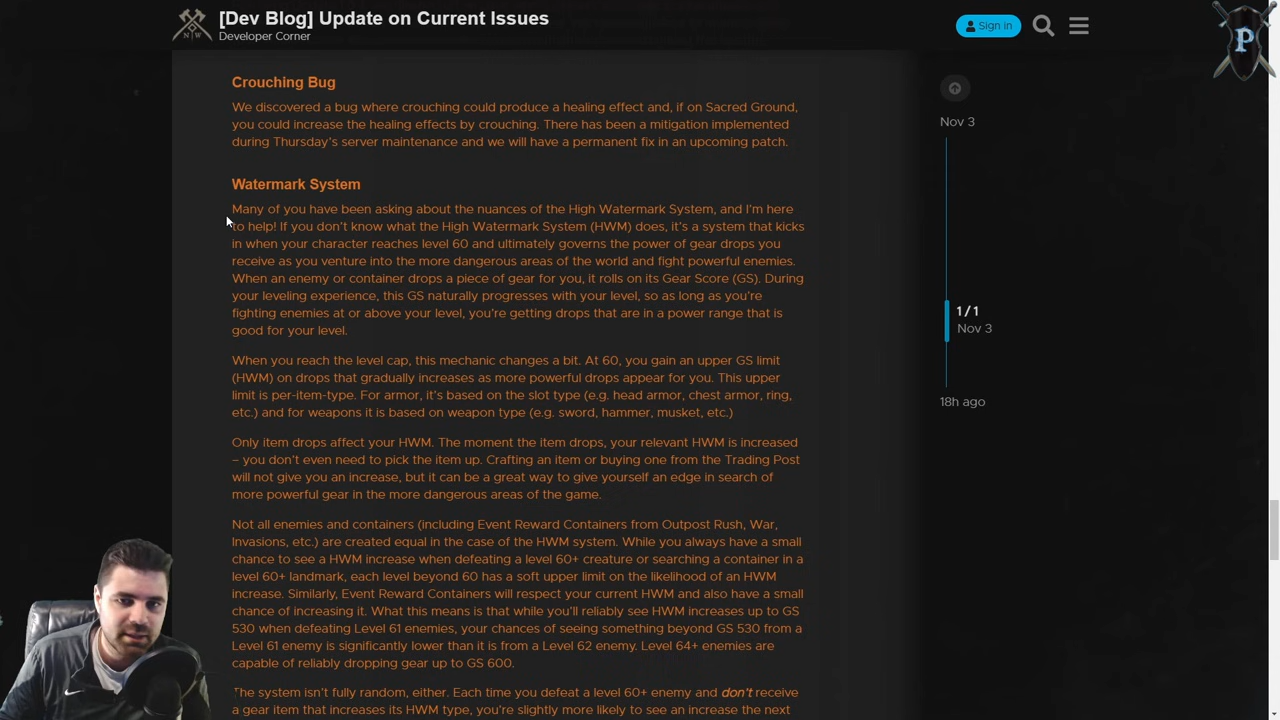 [Dev Blog] Update on Current Issues
Developer Corner
N W
Sign in
P
Crouching Bug
We discovered a bug where crouching could produce a healing effect and, if on Sacred Ground,
you could increase the healing effects by crouching. There has been a mitigation implemented
during Thursday's server maintenance and we will have a permanent fix in an upcoming patch.
Watermark System
Many of you have been asking about the nuances of the High Watermark System, and I'm here
to help! If you don't know what the High Watermark System (HWM) does, it's a system that kicks
in when your character reaches level 60 and ultimately governs the power of gear drops you
receive as you venture into the more dangerous areas of the world and fight powerful enemies.
When an enemy or container drops a piece of gear for you, it rolls on its Gear Score (GS). During
your leveling experience, this GS naturally progresses with your level, so as long as you're
fighting enemies at or above your level, you're getting drops that are in a power range that is
good for your level.
When you reach the level cap, this mechanic changes a bit. At 60, you gain an upper GS limit
(HWM) on drops that gradually increases as more powerful drops appear for you. This upper
limit is per-item-type. For armor, it's based on the slot type (e.g. head armor, chest armor, ring,
etc.) and for weapons it is based on weapon type (e.g. sword, hammer, musket, etc.)
Only item drops affect your HWM. The moment the item drops, your relevant HWM is increased
– you don't even need to pick the item up. Crafting an item or buying one from the Trading Post
will not give you an increase, but it can be a great way to give yourself an edge in search of
more powerful gear in the more dangerous areas of the game.
Not all enemies and containers (including Event Reward Containers from Outpost Rush, War,
Invasions, etc.) are created equal in the case of the HWM system. While you always have a small
chance to see a HWM increase when defeating a level 60+ creature or searching a container in a
level 60+ landmark, each level beyond 60 has a soft upper limit on the likelihood of an HWM
increase. Similarly, Event Reward Containers will respect your current HWM and also have a small
chance of increasing it. What this means is that while you'll reliably see HWM increases up to GS
530 when defeating Level 61 enemies, your chances of seeing something beyond GS 530 from a
Level 61 enemy is significantly lower than it is from a Level 62 enemy. Level 64+ enemies are
capable of reliably dropping gear up to GS 600.
The system isn't fully random, either. Each time you defeat a level 60+ enemy and don't receive
a gear item that increases its HWM type, you're slightly more likely to see an increase the next
Nov 3
1 / 1
Nov 3
18h ago